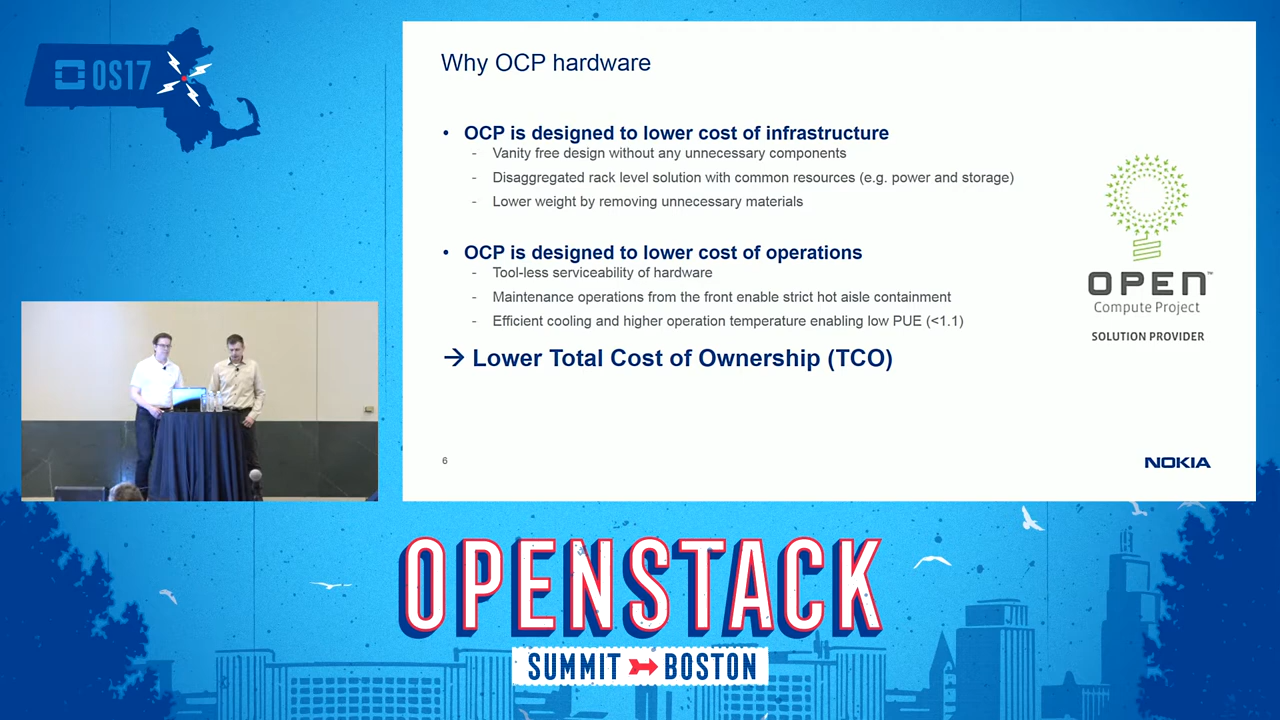 OS17
Why OCP hardware
• OCP is designed to lower cost of infrastructure
- Vanity free design without any unnecessary components
- Disaggregated rack level solution with common resources (e.g. power and storage)
- Lower weight by removing unnecessary materials
• OCP is designed to lower cost of operations
- Tool-less serviceability of hardware
- Maintenance operations from the front enable strict hot aisle containment
- Efficient cooling and higher operation temperature enabling low PUE (<1.1)
→ Lower Total Cost of Ownership (TCO)
OPEN™
Compute Project
SOLUTION PROVIDER
6
NOKIA
OPENSTACK
SUMMIT BOSTON